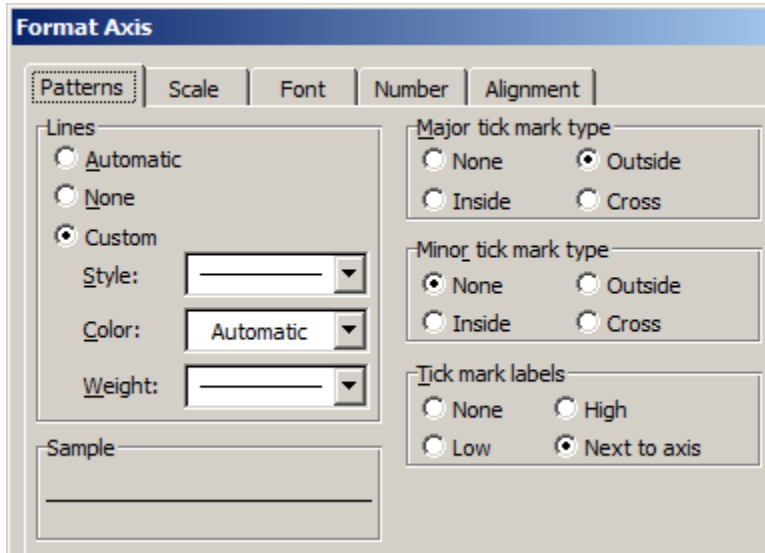 Format Axis
Patterns Scale Font Number Alignment
Lines
Automatic
None
Custom
Style:
Color: Automatic
Weight:
Sample
Major tick mark type
None Outside
Inside Cross
Minor tick mark type
None Outside
Inside Cross
Tick mark labels
None High
Low Next to axis